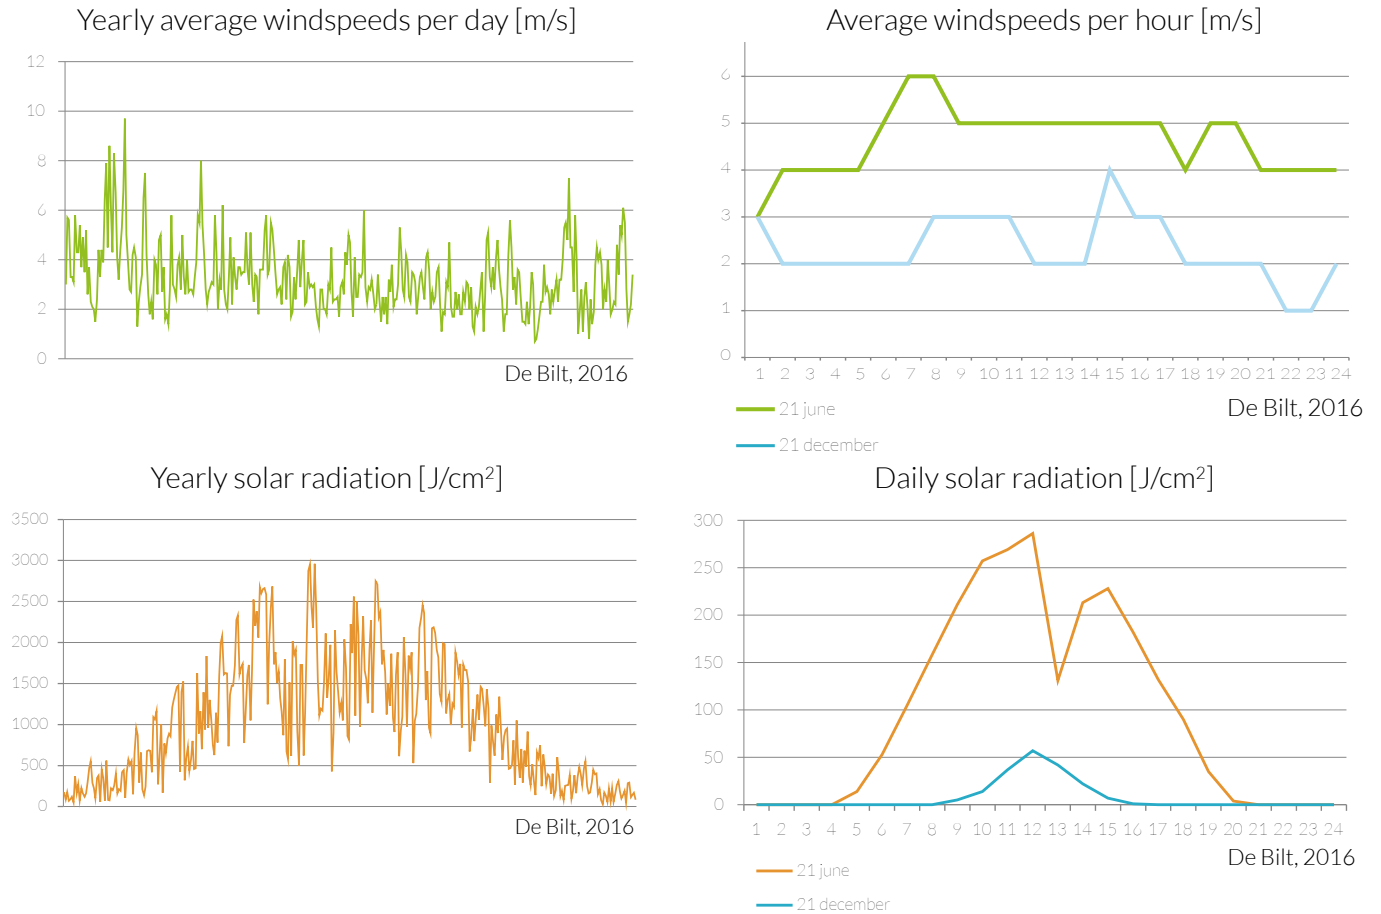 Yearly average windspeeds per day [m/s]
12
10
8
6
4
2
0
De Bilt, 2016
Average windspeeds per hour [m/s]
6
5
4
3
2
1
0
1 2 3 4 5 6 7 8 9 10 11 12 13 14 15 16 17 18 19 20 21 22 23 24
De Bilt, 2016
21 june
21 december
Yearly solar radiation [J/cm²]
3500
3000
2500
2000
1500
1000
500
0
De Bilt, 2016
Daily solar radiation [J/cm²]
300
250
200
150
100
50
0
1 2 3 4 5 6 7 8 9 10 11 12 13 14 15 16 17 18 19 20 21 22 23 24
De Bilt, 2016
21 june
21 december